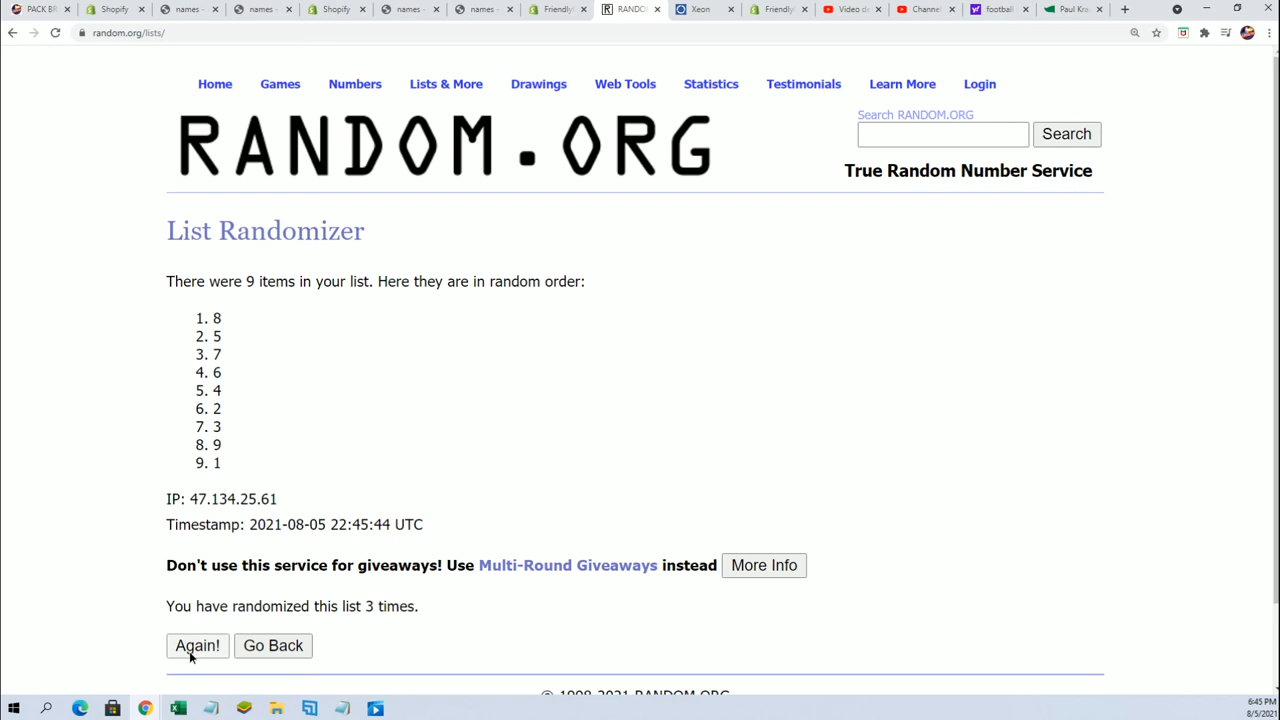 PACK BR
Shopify
names -
names -
Shopify
names -
names -
Friendly
RANDO
Xeon
Friendly
Video de
Channe
football
Paul Kra
random.org/lists/
Home Games Numbers Lists & More Drawings Web Tools Statistics Testimonials Learn More Login
RANDOM.ORG
Search RANDOM.ORG
Search
True Random Number Service
List Randomizer
There were 9 items in your list. Here they are in random order:
1. 8
2. 5
3. 7
4. 6
5. 4
6. 2
7. 3
8. 9
9. 1
IP: 47.134.25.61
Timestamp: 2021-08-05 22:45:44 UTC
Don't use this service for giveaways! Use Multi-Round Giveaways instead More Info
You have randomized this list 3 times.
Again! Go Back
© 1998-2021 RANDOM.ORG
6:45 PM
8/5/2021